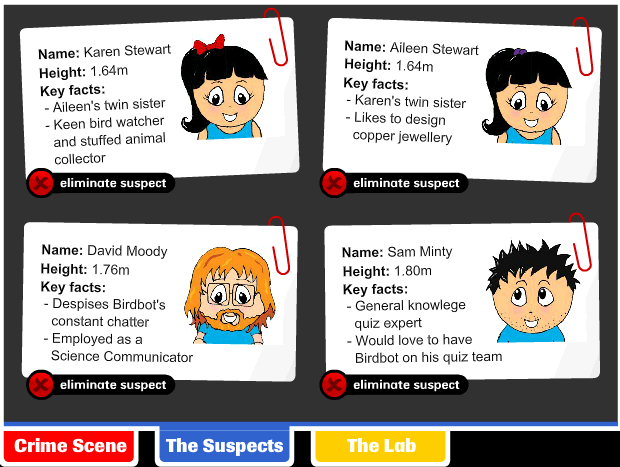 Name: Karen Stewart
Height: 1.64m
Key facts:
- Aileen's twin sister
- Keen bird watcher
and stuffed animal
collector
eliminate suspect
Name: Aileen Stewart
Height: 1.64m
Key facts:
- Karen's twin sister
- Likes to design
copper jewellery
eliminate suspect
Name: David Moody
Height: 1.76m
Key facts:
- Despises Birdbot's
constant chatter
- Employed as a
Science Communicator
eliminate suspect
Name: Sam Minty
Height: 1.80m
Key facts:
- General knowlege
quiz expert
- Would love to have
Birdbot on his quiz team
eliminate suspect
Crime Scene
The Suspects
The Lab